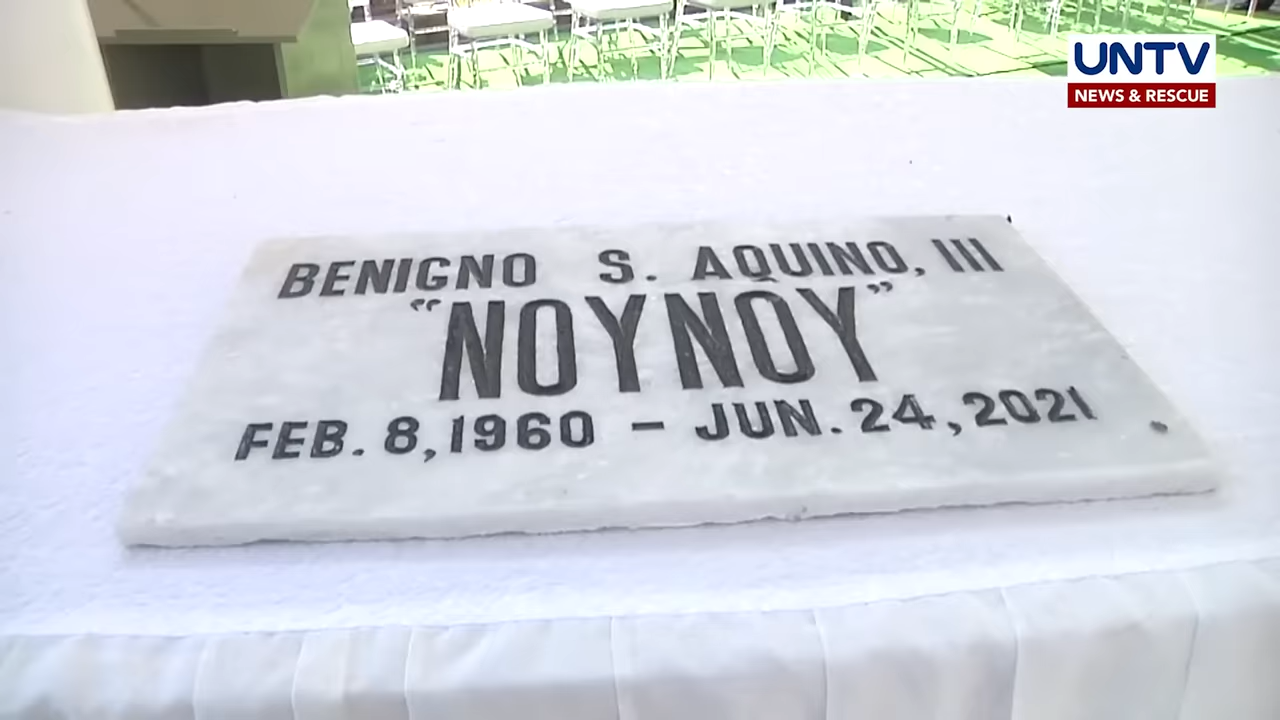 UNTV
NEWS & RESCUE
BENIGNO S. AQUINO, III
“NOYNOY”
FEB. 8, 1960 – JUN. 24, 2021